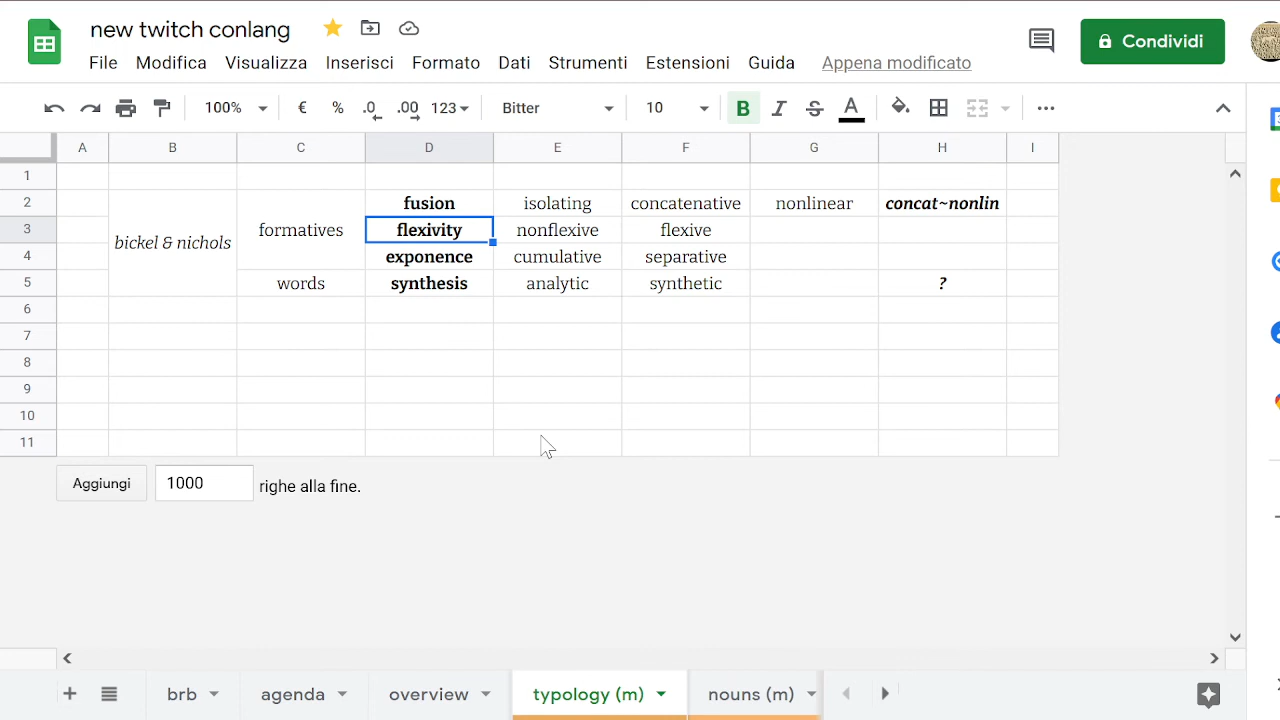 new twitch conlang
File Modifica Visualizza Inserisci Formato Dati Strumenti Estensioni Guida Appena modificato
Condividi
100% € % .0 .00 123 Bitter 10 B I S A
A B C D E F G H I
1
2 fusion isolating concatenative nonlinear concat~nonlin
3 bickel & nichols formatives flexivity nonflexive flexive
4 exponence cumulative separative
5 words synthesis analytic synthetic ?
6
7
8
9
10
11
Aggiungi 1000 righe alla fine.
brb agenda overview typology (m) nouns (m)